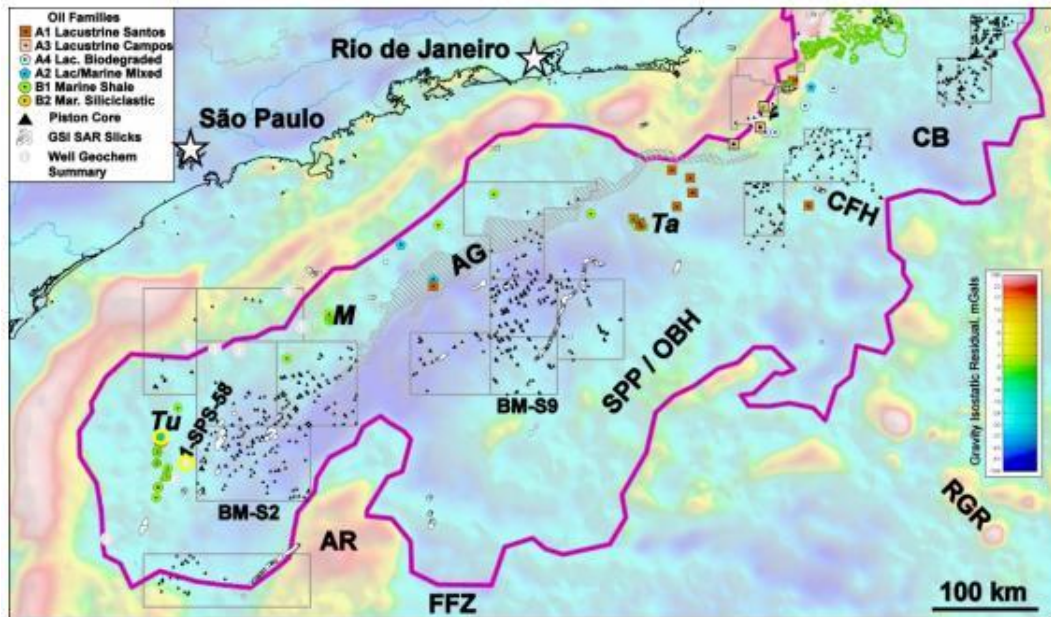 Oil Families
A1 Lacustrine Santos
A3 Lacustrine Campos
A4 Lac. Biodegraded
A2 Lac/Marine Mixed
B1 Marine Shale
B2 Mar. Siliciclastic
Piston Core
GSI SAR Slicks
Well Geochem
Summary
Rio de Janeiro
São Paulo
CB
CFH
Ta
AG
M
SPP / OBH
BM-S9
Tu
1-SPS-58
BM-S2
AR
FFZ
RGR
Gravity Isostatic Residual, mGals
100 km